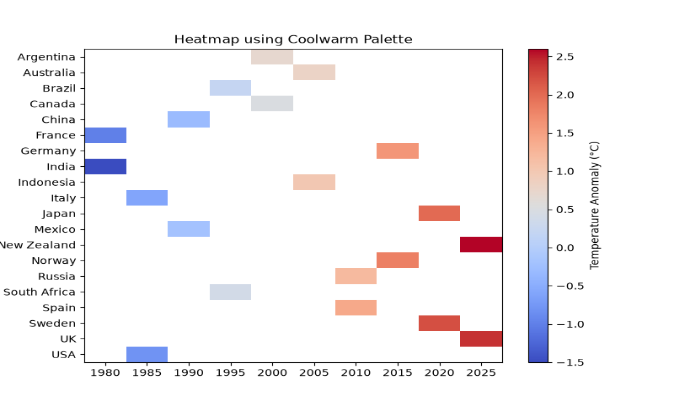 Heatmap using Coolwarm Palette
Argentina
Australia
Brazil
Canada
China
France
Germany
India
Indonesia
Italy
Japan
Mexico
New Zealand
Norway
Russia
South Africa
Spain
Sweden
UK
USA
1980 1985 1990 1995 2000 2005 2010 2015 2020 2025
2.5
2.0
1.5
1.0
0.5
0.0
−0.5
−1.0
−1.5
Temperature Anomaly (°C)